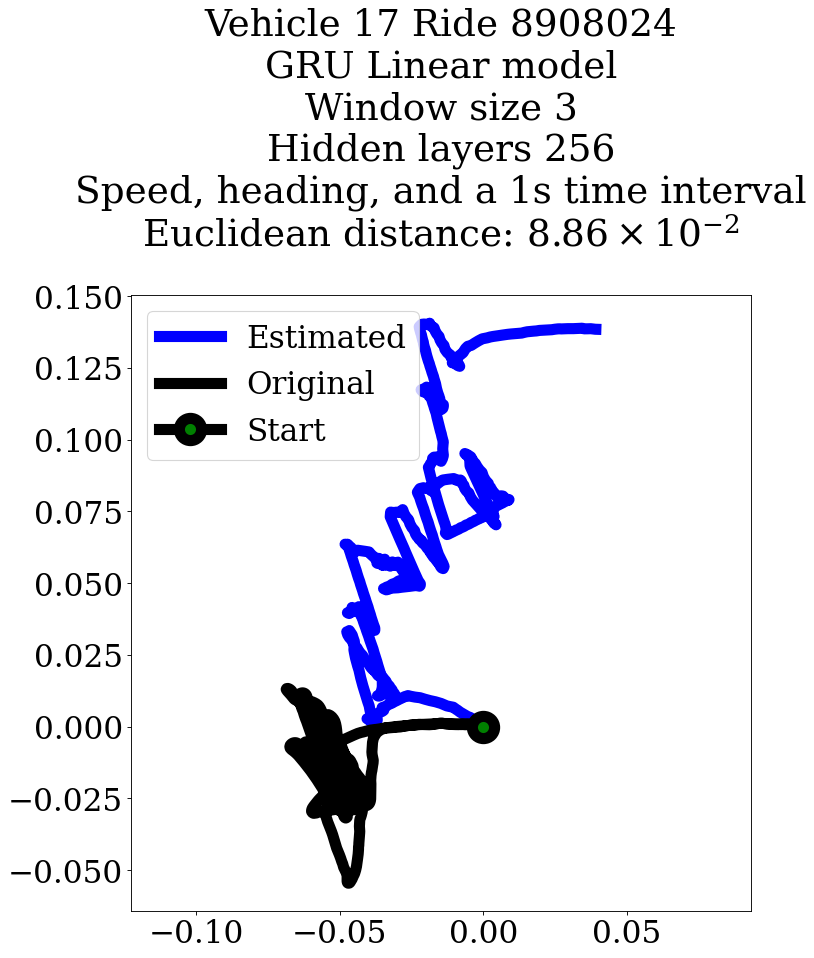 Vehicle 17 Ride 8908024
GRU Linear model
Window size 3
Hidden layers 256
Speed, heading, and a 1s time interval
Euclidean distance: 8.86 × 10⁻²
0.150
Estimated
0.125
Original
0.100
Start
0.075
0.050
0.025
0.000
−0.025
−0.050
−0.10 −0.05 0.00 0.05